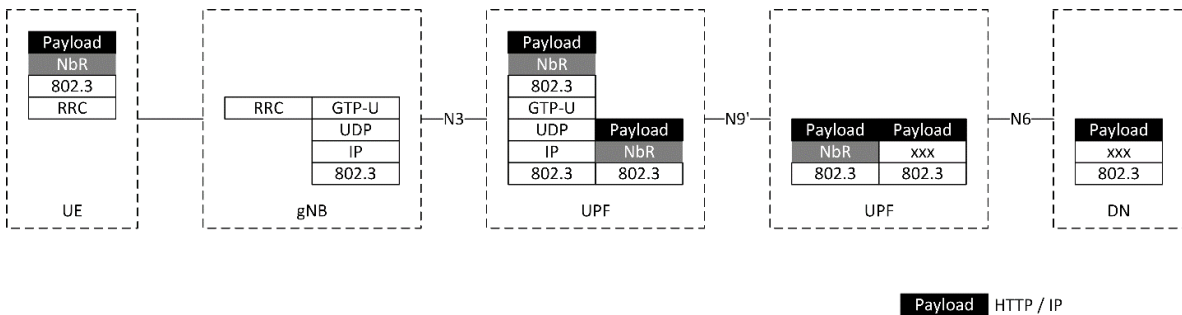 Payload
NbR
802.3
RRC
UE
RRC GTP-U
UDP
IP
802.3
gNB
N3
Payload
NbR
802.3
GTP-U
UDP Payload
IP NbR
802.3 802.3
UPF
N9'
Payload Payload
NbR xxx
802.3 802.3
UPF
N6
Payload
xxx
802.3
DN
Payload HTTP / IP